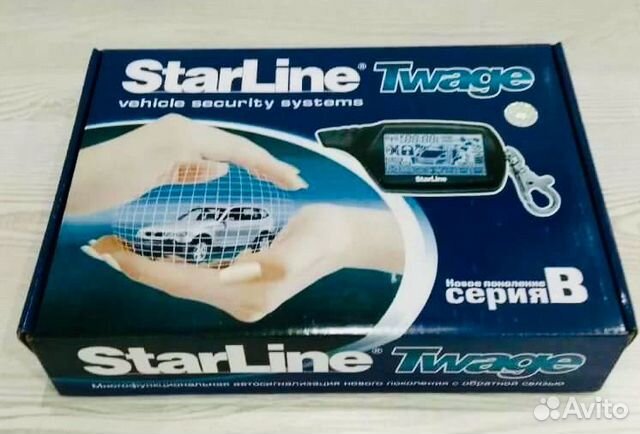 StarLine® Twage
vehicle security systems
StarLine
Новое поколение
серия B
StarLine® Twage
Многофункциональная автосигнализация нового поколения с обратной связью
Avito